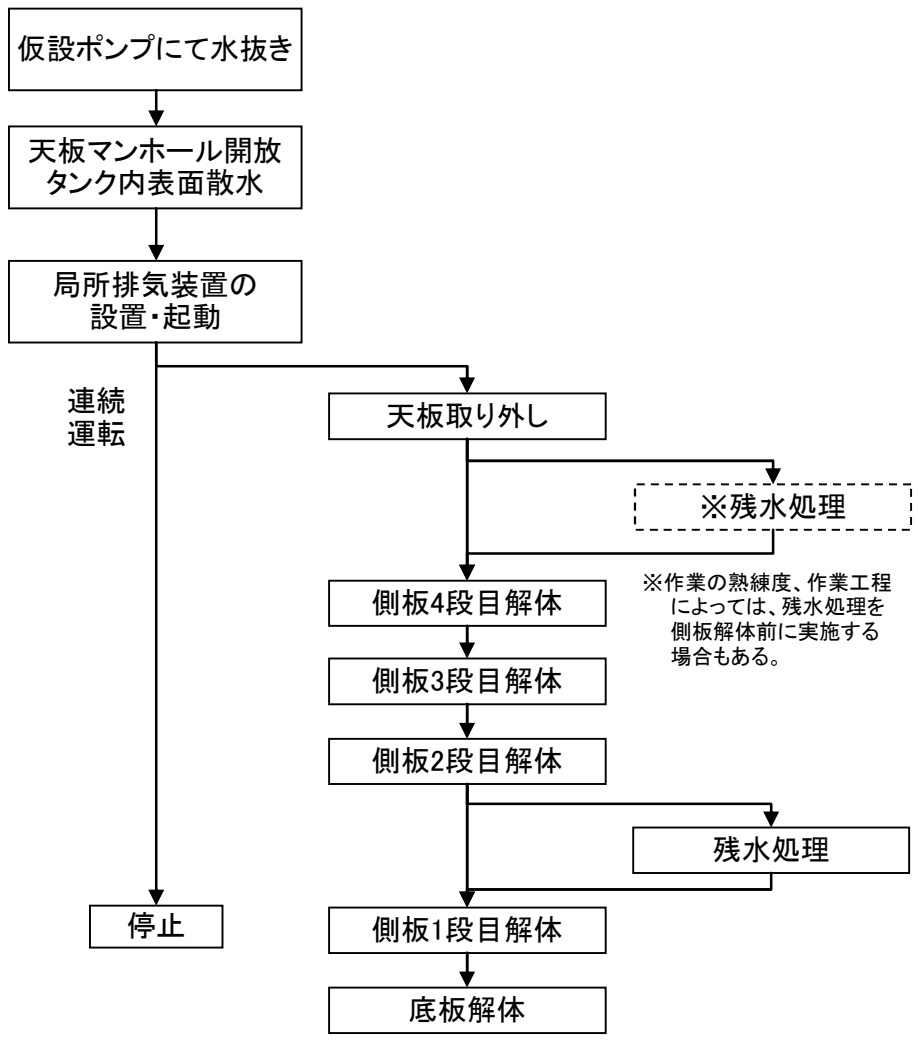 仮設ポンプにて水抜き
天板マンホール開放
タンク内表面散水
局所排気装置の
設置・起動
連続
運転
天板取り外し
※残水処理
※作業の熟練度、作業工程
によっては、残水処理を
側板解体前に実施する
場合もある。
側板4段目解体
側板3段目解体
側板2段目解体
残水処理
停止
側板1段目解体
底板解体